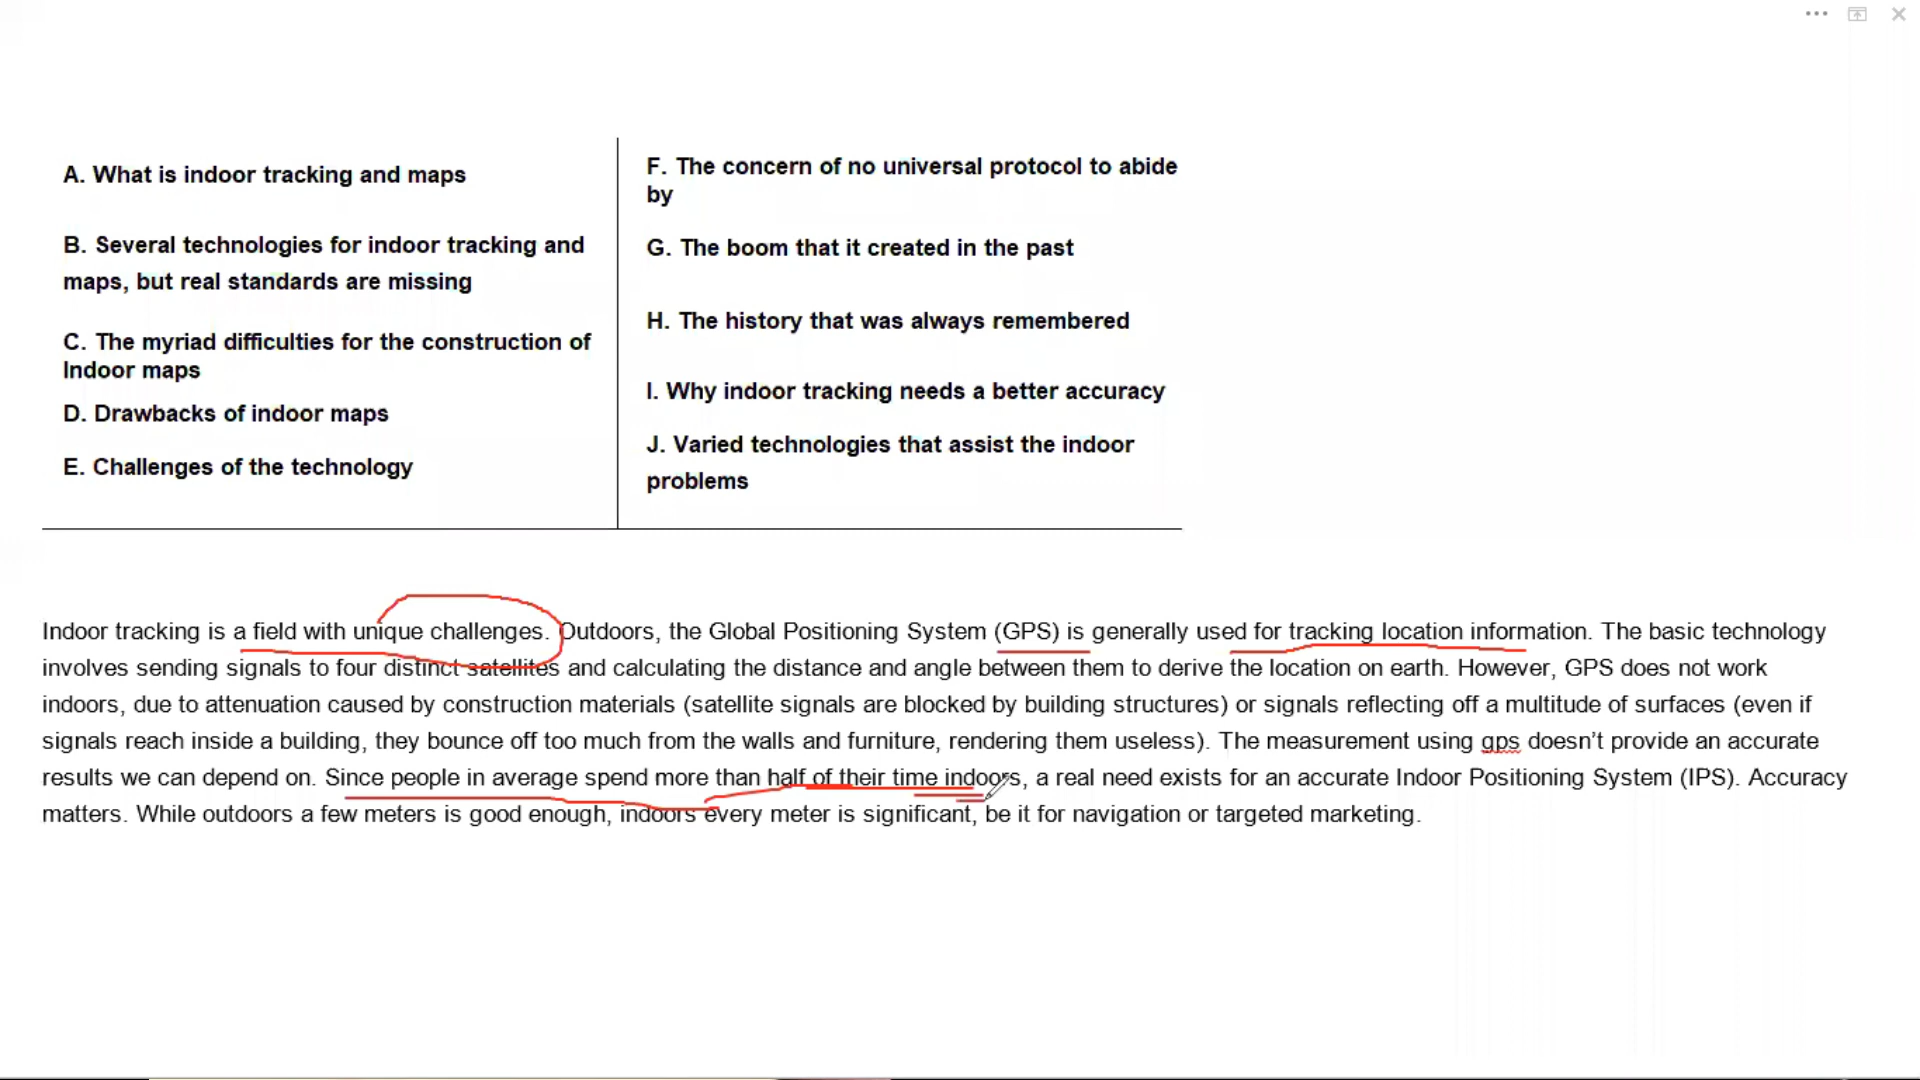 A. What is indoor tracking and maps
B. Several technologies for indoor tracking and
maps, but real standards are missing
C. The myriad difficulties for the construction of
Indoor maps
D. Drawbacks of indoor maps
E. Challenges of the technology
F. The concern of no universal protocol to abide
by
G. The boom that it created in the past
H. The history that was always remembered
I. Why indoor tracking needs a better accuracy
J. Varied technologies that assist the indoor
problems
Indoor tracking is a field with unique challenges. Outdoors, the Global Positioning System (GPS) is generally used for tracking location information. The basic technology
involves sending signals to four distinct satellites and calculating the distance and angle between them to derive the location on earth. However, GPS does not work
indoors, due to attenuation caused by construction materials (satellite signals are blocked by building structures) or signals reflecting off a multitude of surfaces (even if
signals reach inside a building, they bounce off too much from the walls and furniture, rendering them useless). The measurement using gps doesn’t provide an accurate
results we can depend on. Since people in average spend more than half of their time indoors, a real need exists for an accurate Indoor Positioning System (IPS). Accuracy
matters. While outdoors a few meters is good enough, indoors every meter is significant, be it for navigation or targeted marketing.